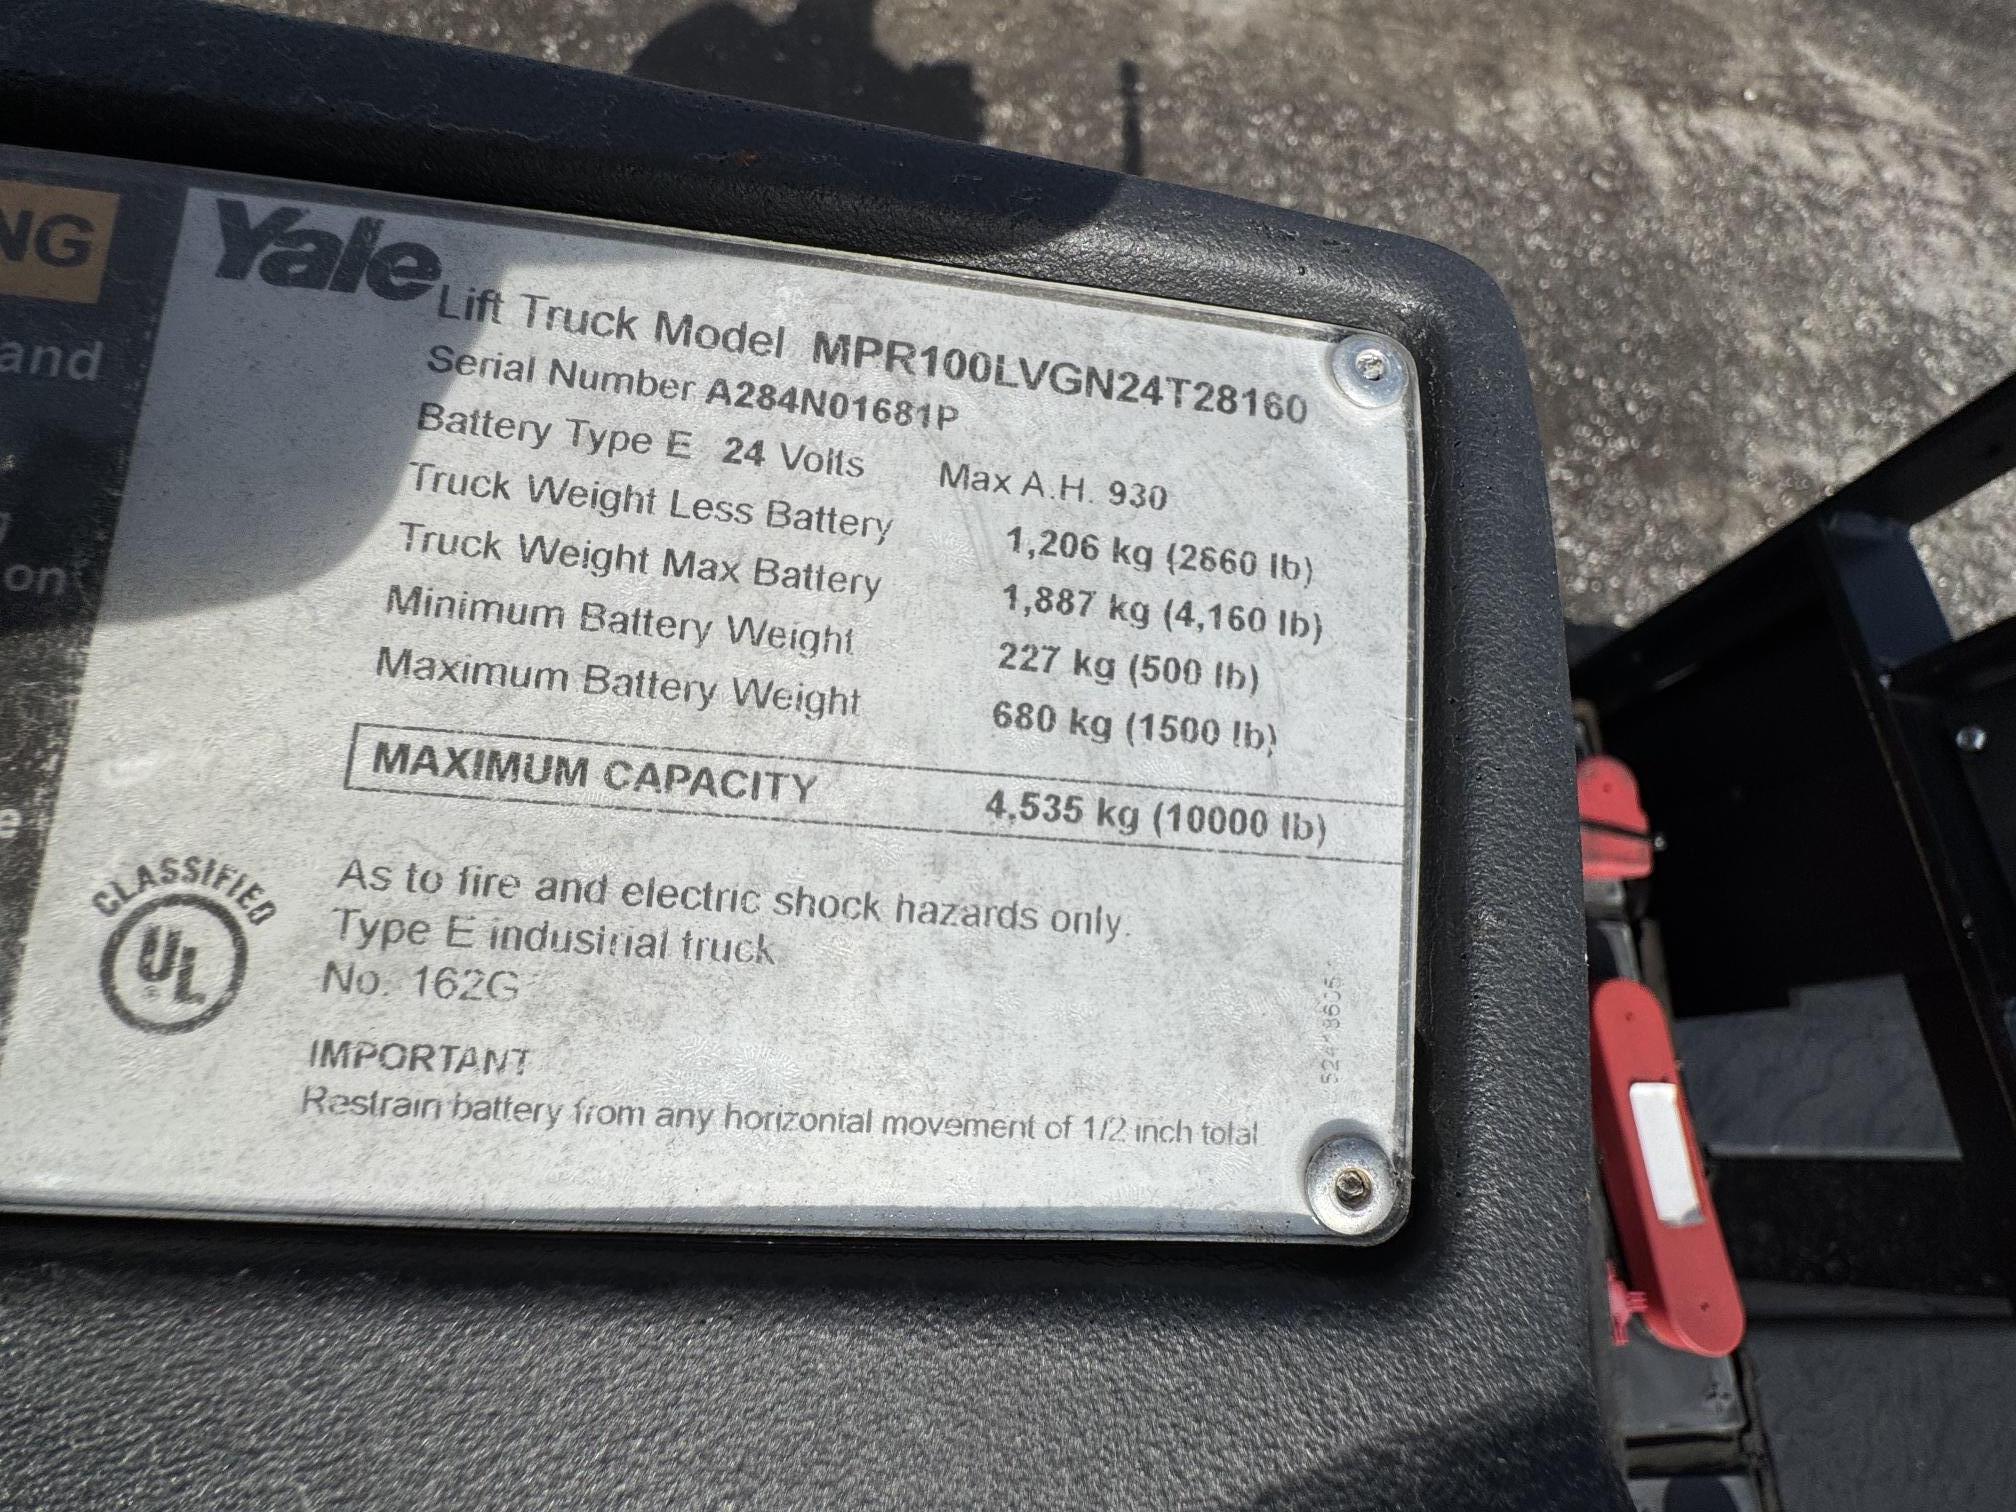 NG
and
on
e
Yale
Lift Truck Model MPR100LVGN24T28160
Serial Number A284N01681P
Battery Type E 24 Volts Max A.H. 930
Truck Weight Less Battery 1,206 kg (2660 lb)
Truck Weight Max Battery 1,887 kg (4,160 lb)
Minimum Battery Weight 227 kg (500 lb)
Maximum Battery Weight 680 kg (1500 lb)
MAXIMUM CAPACITY 4,535 kg (10000 lb)
CLASSIFIED
UL
As to fire and electric shock hazards only.
Type E industrial truck
No. 162G
IMPORTANT
Restrain battery from any horizontal movement of 1/2 inch total